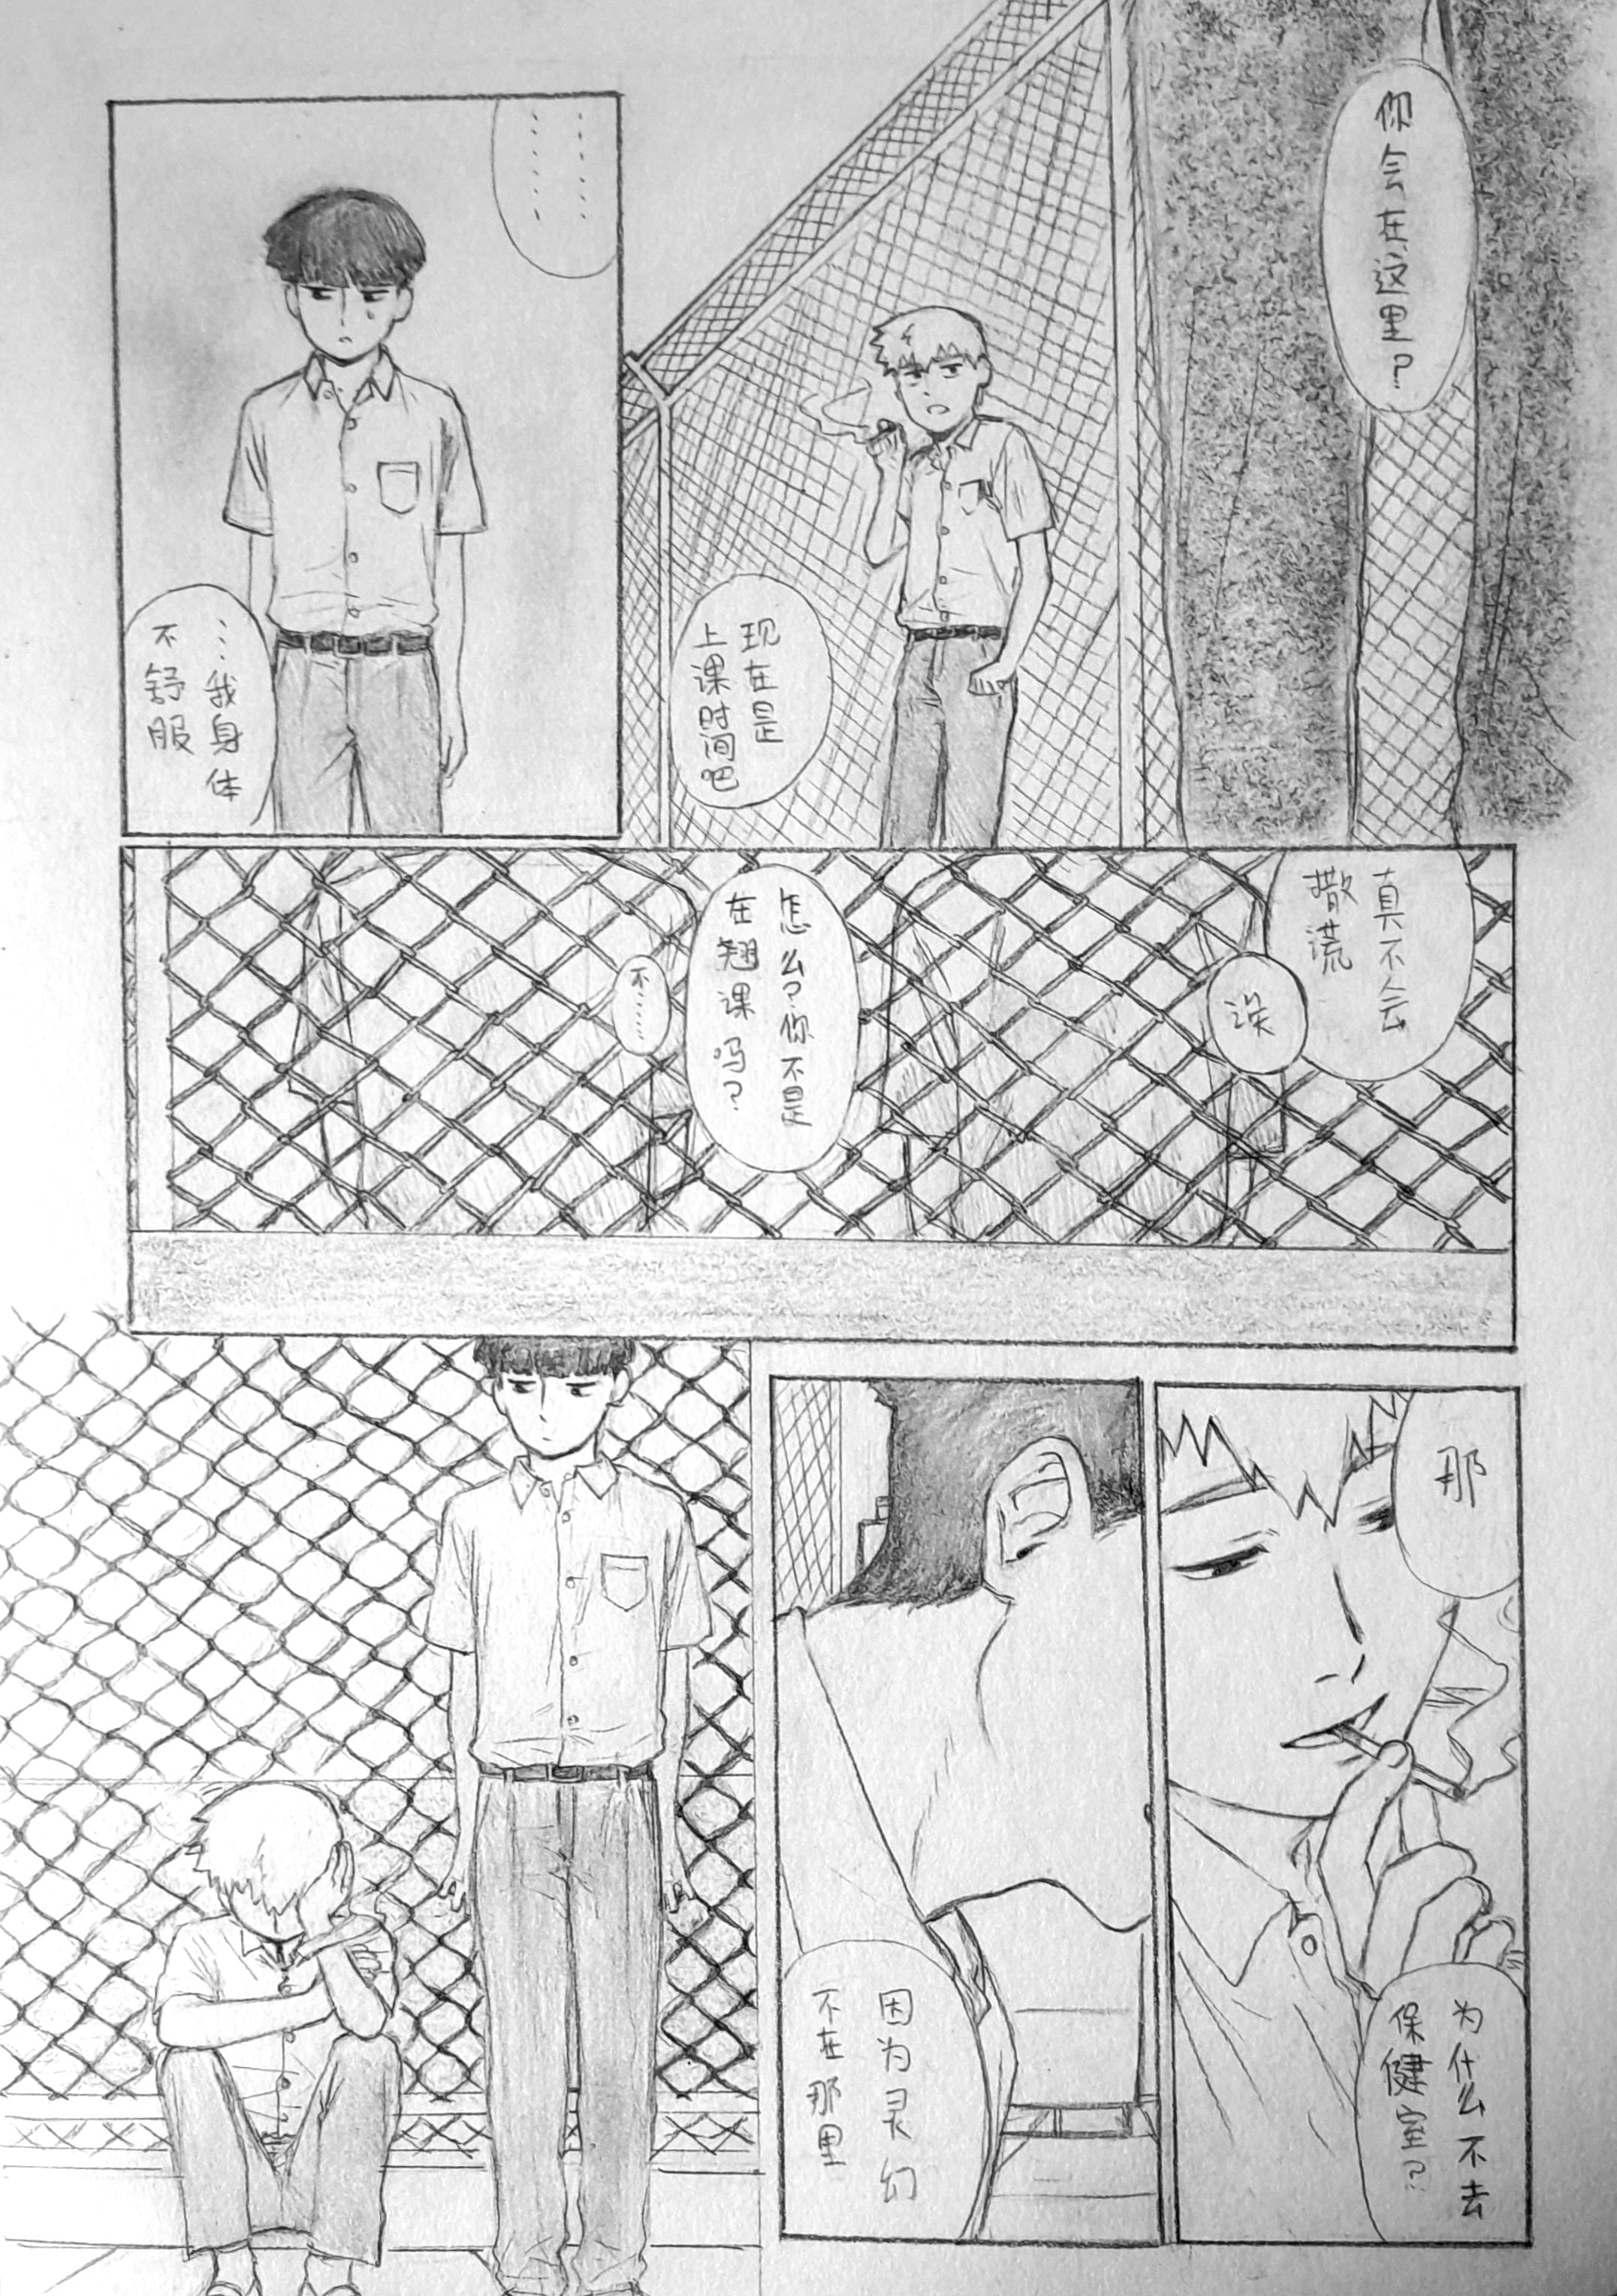 你会在这里？
现在是
上课时间吧
……
……
…我身体
不舒服
真不会
撒谎
诶
怎么？你不是
在翘课吗？
不……
那
为什么不去
保健室？
因为灵幻
不在那里